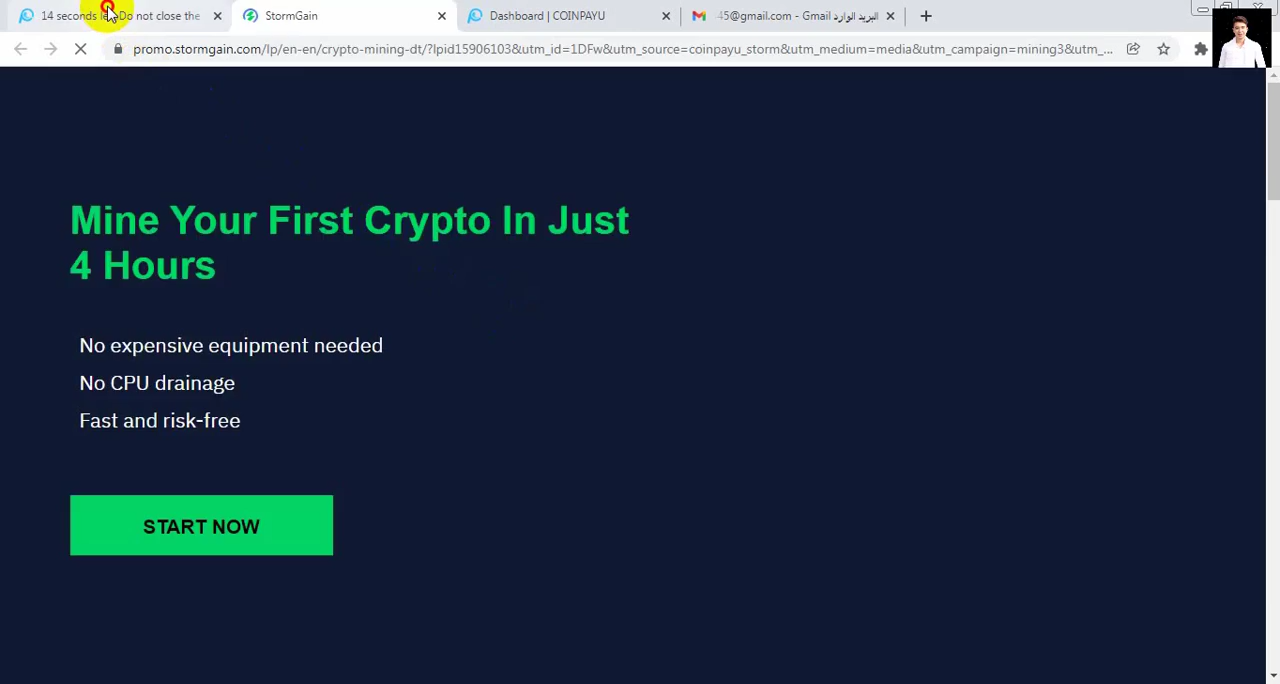 14 seconds le Do not close the
StormGain
Dashboard | COINPAYU
45@gmail.com - Gmail البريد الوارد
promo.stormgain.com/lp/en-en/crypto-mining-dt/?lpid15906103&utm_id=1DFw&utm_source=coinpayu_storm&utm_medium=media&utm_campaign=mining3&utm_...
Mine Your First Crypto In Just
4 Hours
No expensive equipment needed
No CPU drainage
Fast and risk-free
START NOW